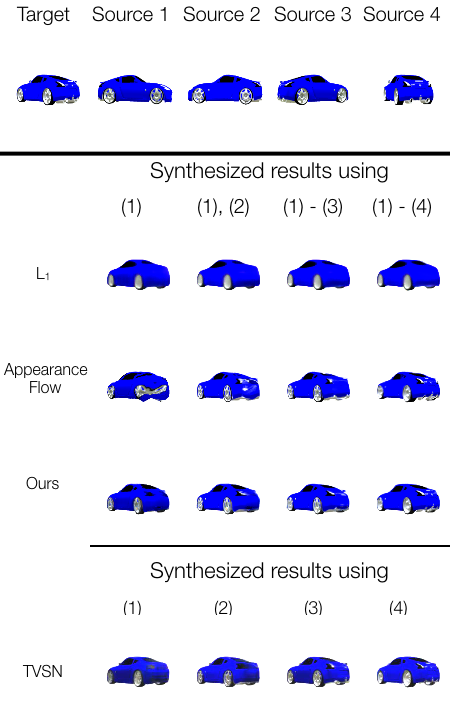 Target Source 1 Source 2 Source 3 Source 4
Synthesized results using
(1) (1), (2) (1) - (3) (1) - (4)
L₁
Appearance
Flow
Ours
Synthesized results using
(1) (2) (3) (4)
TVSN